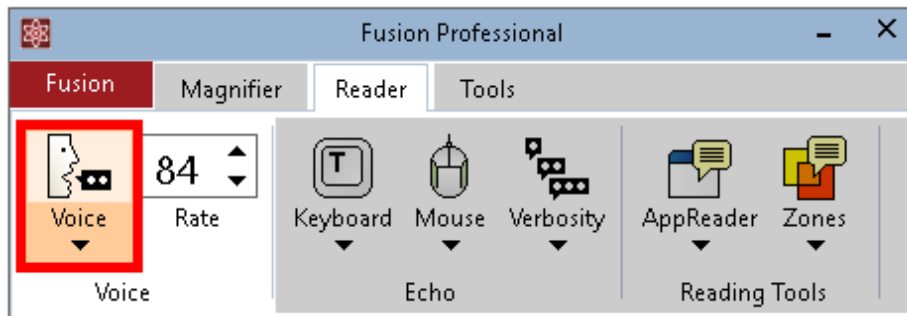 Fusion Professional
Fusion Magnifier Reader Tools
84
T
Voice Rate Keyboard Mouse Verbosity AppReader Zones
Voice Echo Reading Tools